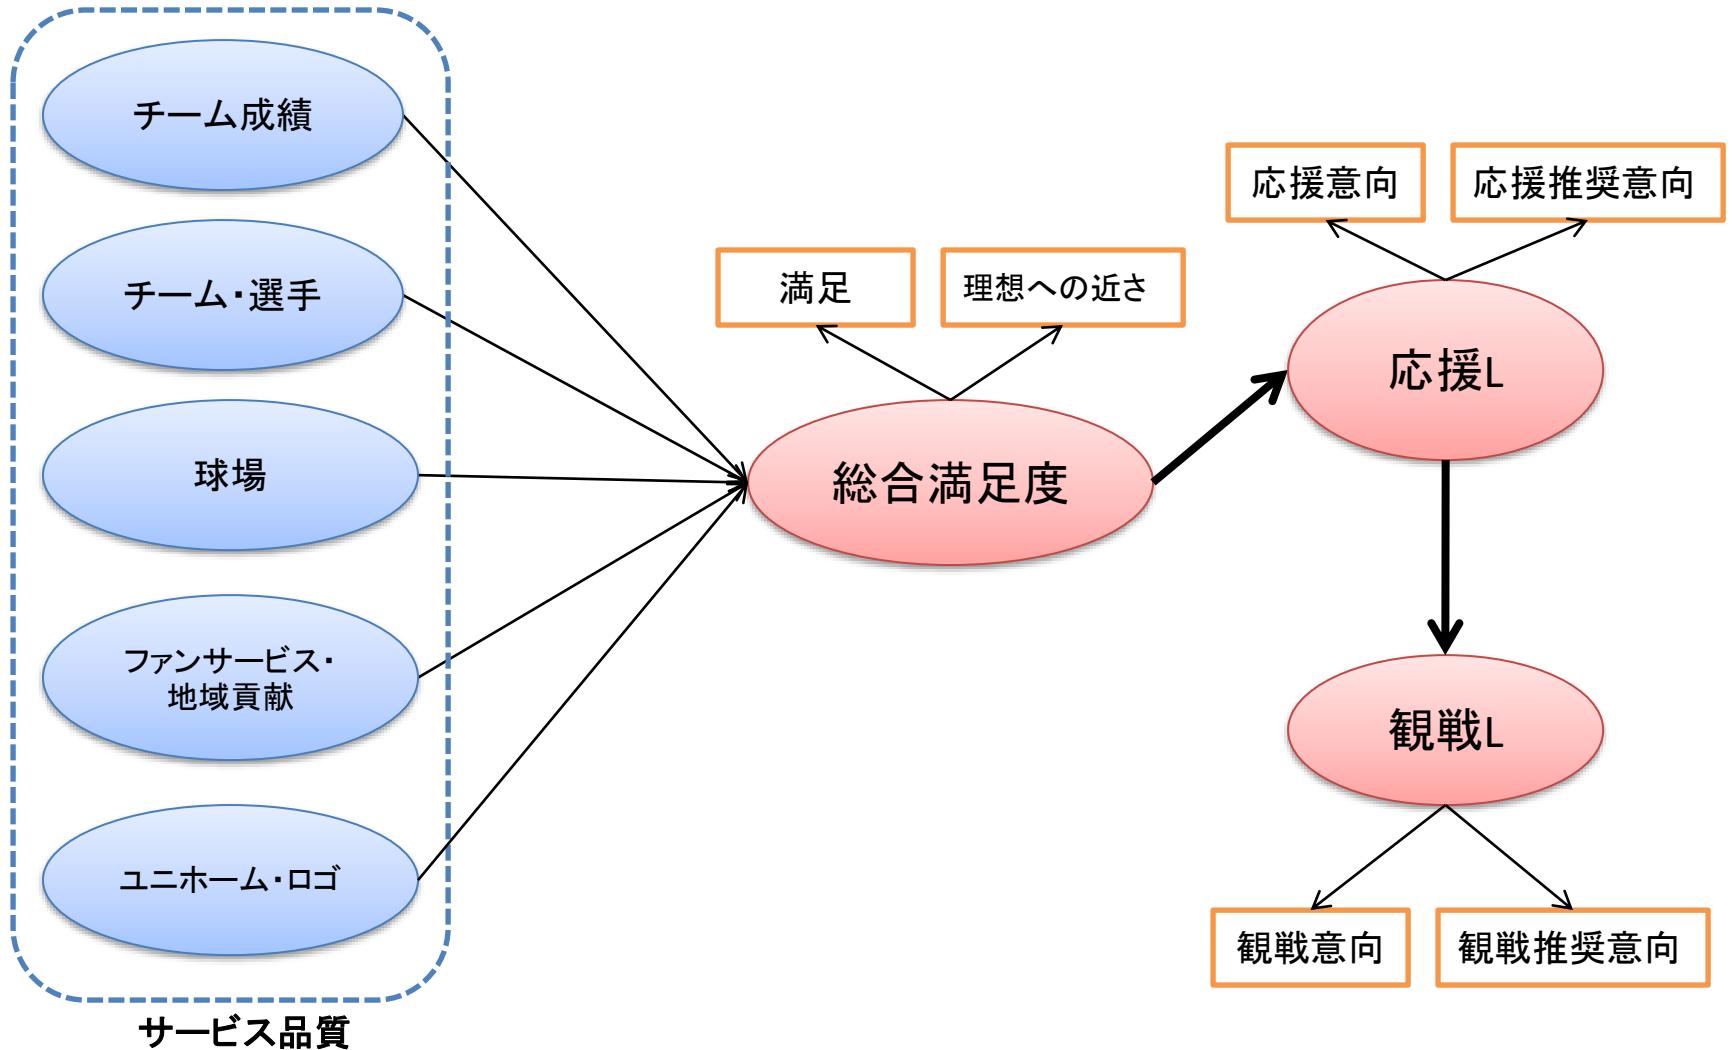 チーム成績
チーム・選手
球場
ファンサービス・
地域貢献
ユニホーム・ロゴ
サービス品質
満足
理想への近さ
総合満足度
応援意向
応援推奨意向
応援L
観戦L
観戦意向
観戦推奨意向